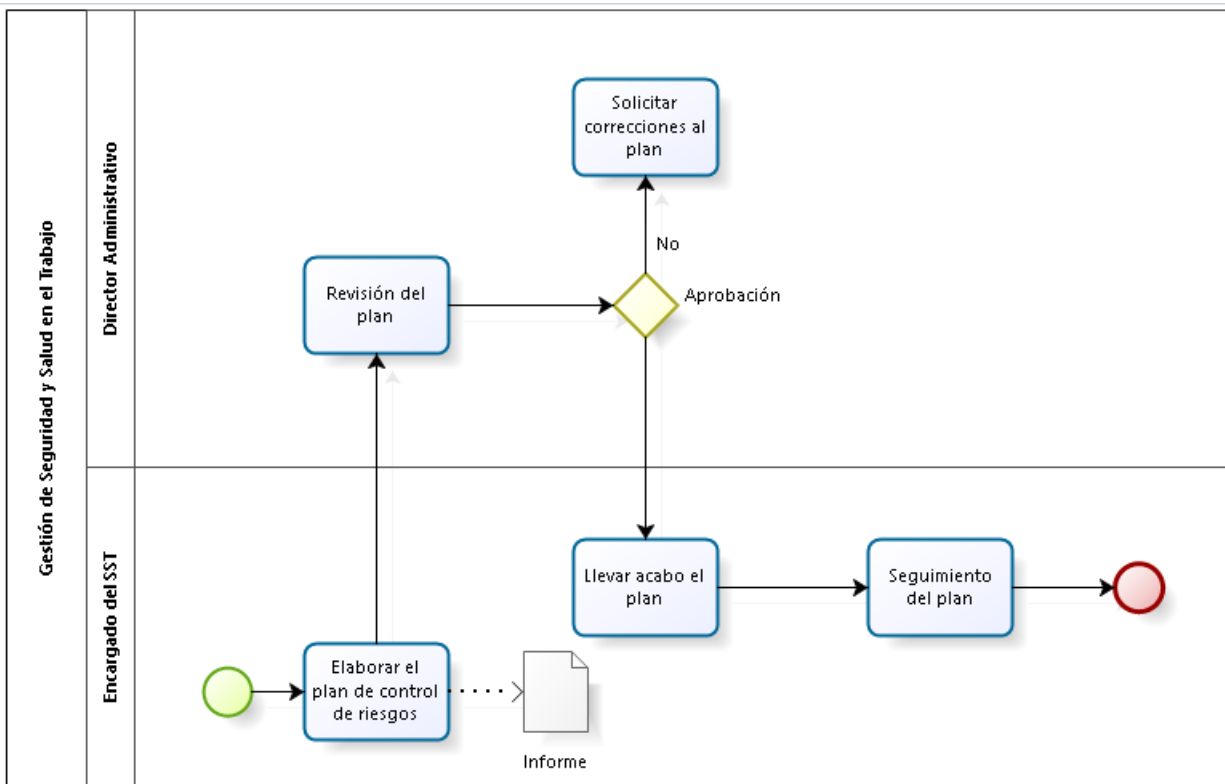 Gestión de Seguridad y Salud en el Trabajo
Director Administrativo
Solicitar
correcciones al
plan
No
Aprobación
Revisión del
plan
Encargado del SST
Llevar acabo el
plan
Seguimiento
del plan
Elaborar el
plan de control
de riesgos
Informe